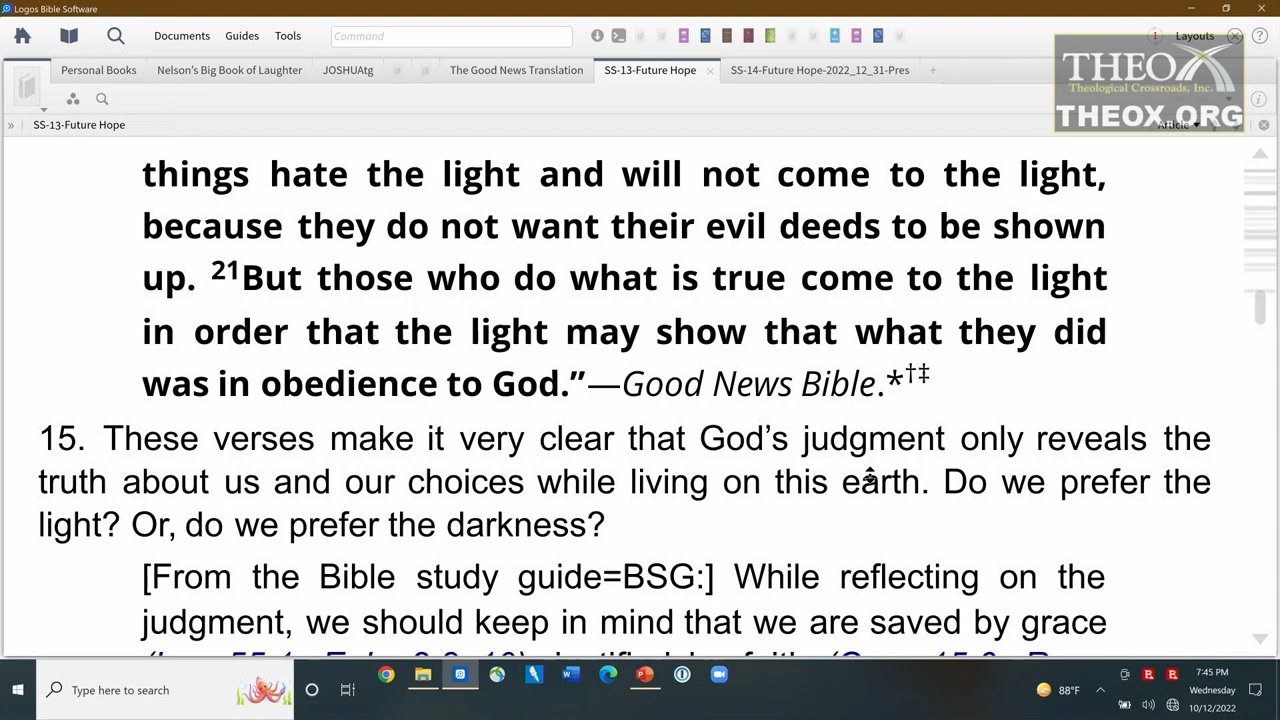 Logos Bible Software
Documents Guides Tools Command Layouts
THEOX
Theological Crossroads, Inc.
THEOX.ORG
Personal Books Nelson's Big Book of Laughter JOSHUAtg The Good News Translation SS-13-Future Hope SS-14-Future Hope-2022_12_31-Pres
SS-13-Future Hope Article
things hate the light and will not come to the light,
because they do not want their evil deeds to be shown
up. 21But those who do what is true come to the light
in order that the light may show that what they did
was in obedience to God.”—Good News Bible.*†‡
15. These verses make it very clear that God’s judgment only reveals the
truth about us and our choices while living on this earth. Do we prefer the
light? Or, do we prefer the darkness?
[From the Bible study guide=BSG:] While reflecting on the
judgment, we should keep in mind that we are saved by grace
Type here to search
88°F
7:45 PM
Wednesday
10/12/2022